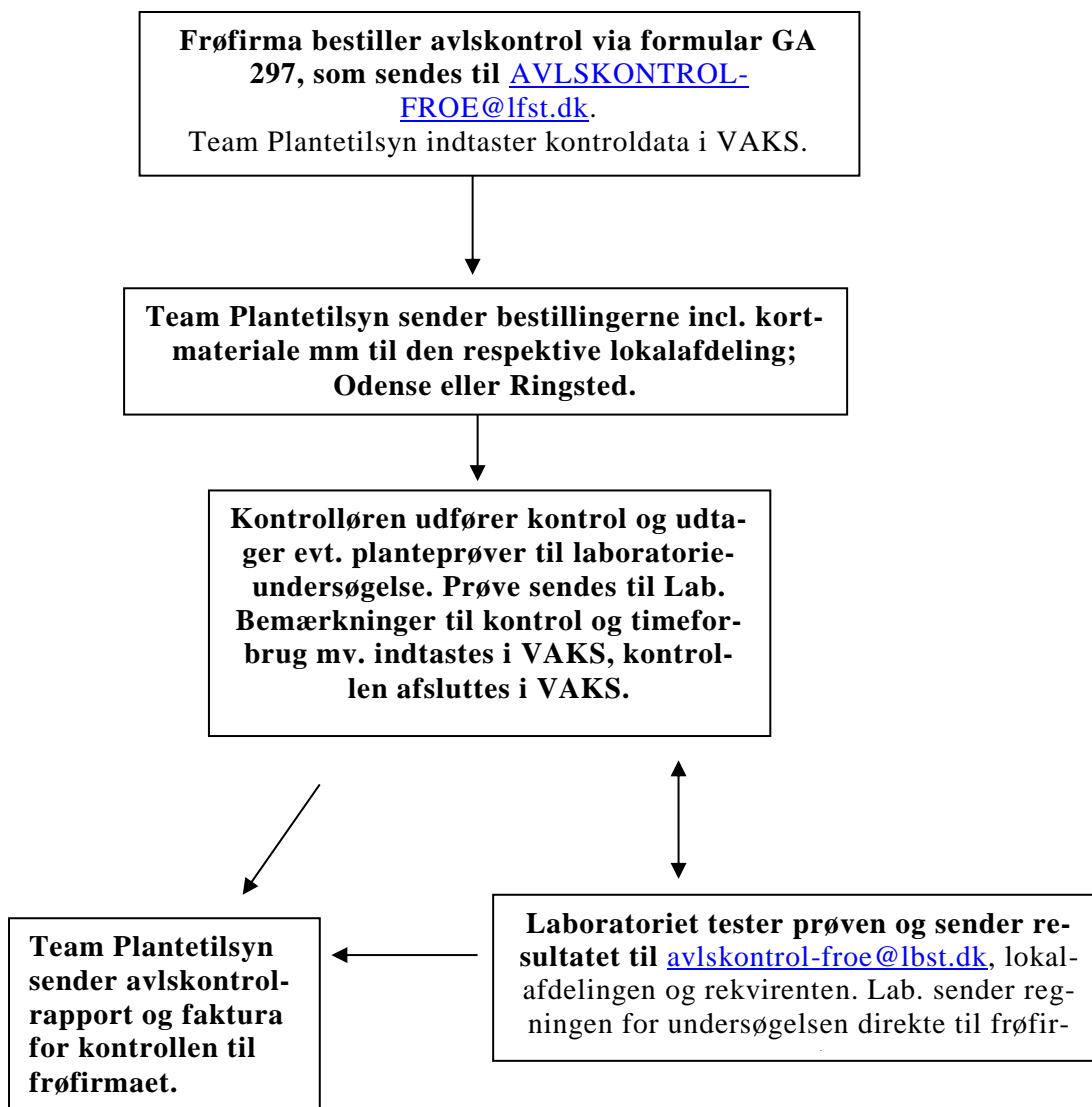 Frøfirma bestiller avlskontrol via formular GA
297, som sendes til AVLSKONTROL-
FROE@lfst.dk.
Team Plantetilsyn indtaster kontroldata i VAKS.
Team Plantetilsyn sender bestillingerne incl. kort-
materiale mm til den respektive lokalafdeling;
Odense eller Ringsted.
Kontrolløren udfører kontrol og udta-
ger evt. planteprøver til laboratorie-
undersøgelse. Prøve sendes til Lab.
Bemærkninger til kontrol og timefor-
brug mv. indtastes i VAKS, kontrol-
len afsluttes i VAKS.
Team Plantetilsyn
sender avlskontrol-
rapport og faktura
for kontrollen til
frøfirmaet.
Laboratoriet tester prøven og sender re-
sultatet til avlskontrol-froe@lbst.dk, lokal-
afdelingen og rekvirenten. Lab. sender reg-
ningen for undersøgelsen direkte til frøfir-